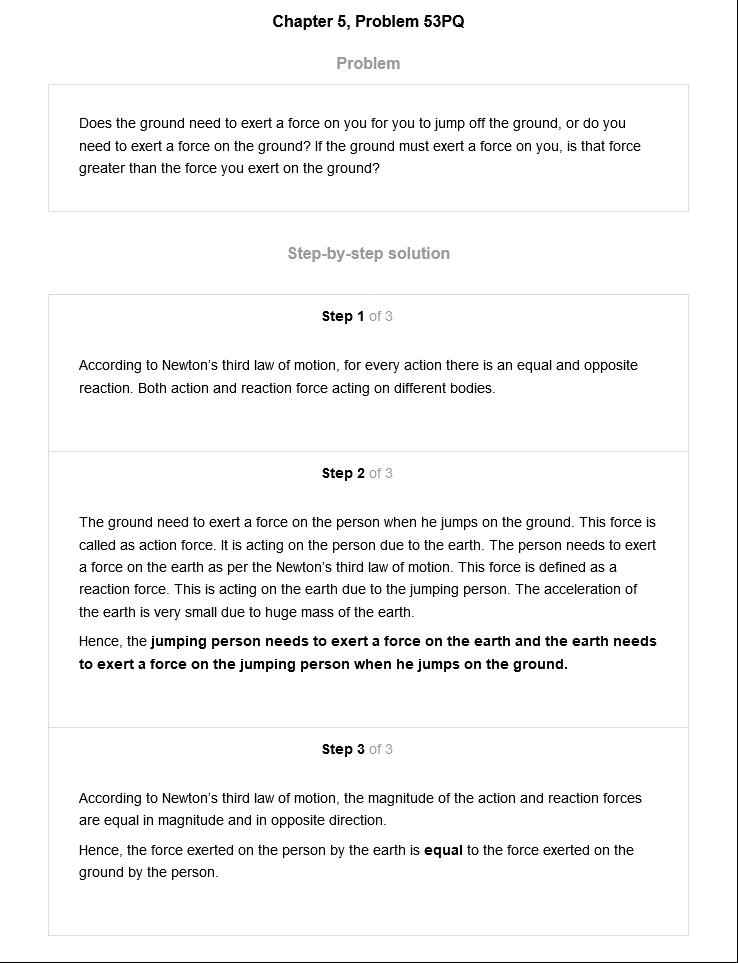 Chapter 5, Problem 53PQ
Problem
Does the ground need to exert a force on you for you to jump off the ground, or do you
need to exert a force on the ground? If the ground must exert a force on you, is that force
greater than the force you exert on the ground?
Step-by-step solution
Step 1 of 3
According to Newton's third law of motion, for every action there is an equal and opposite
reaction. Both action and reaction force acting on different bodies.
Step 2 of 3
The ground need to exert a force on the person when he jumps on the ground. This force is
called as action force. It is acting on the person due to the earth. The person needs to exert
a force on the earth as per the Newton's third law of motion. This force is defined as a
reaction force. This is acting on the earth due to the jumping person. The acceleration of
the earth is very small due to huge mass of the earth.
Hence, the jumping person needs to exert a force on the earth and the earth needs
to exert a force on the jumping person when he jumps on the ground.
Step 3 of 3
According to Newton's third law of motion, the magnitude of the action and reaction forces
are equal in magnitude and in opposite direction.
Hence, the force exerted on the person by the earth is equal to the force exerted on the
ground by the person.